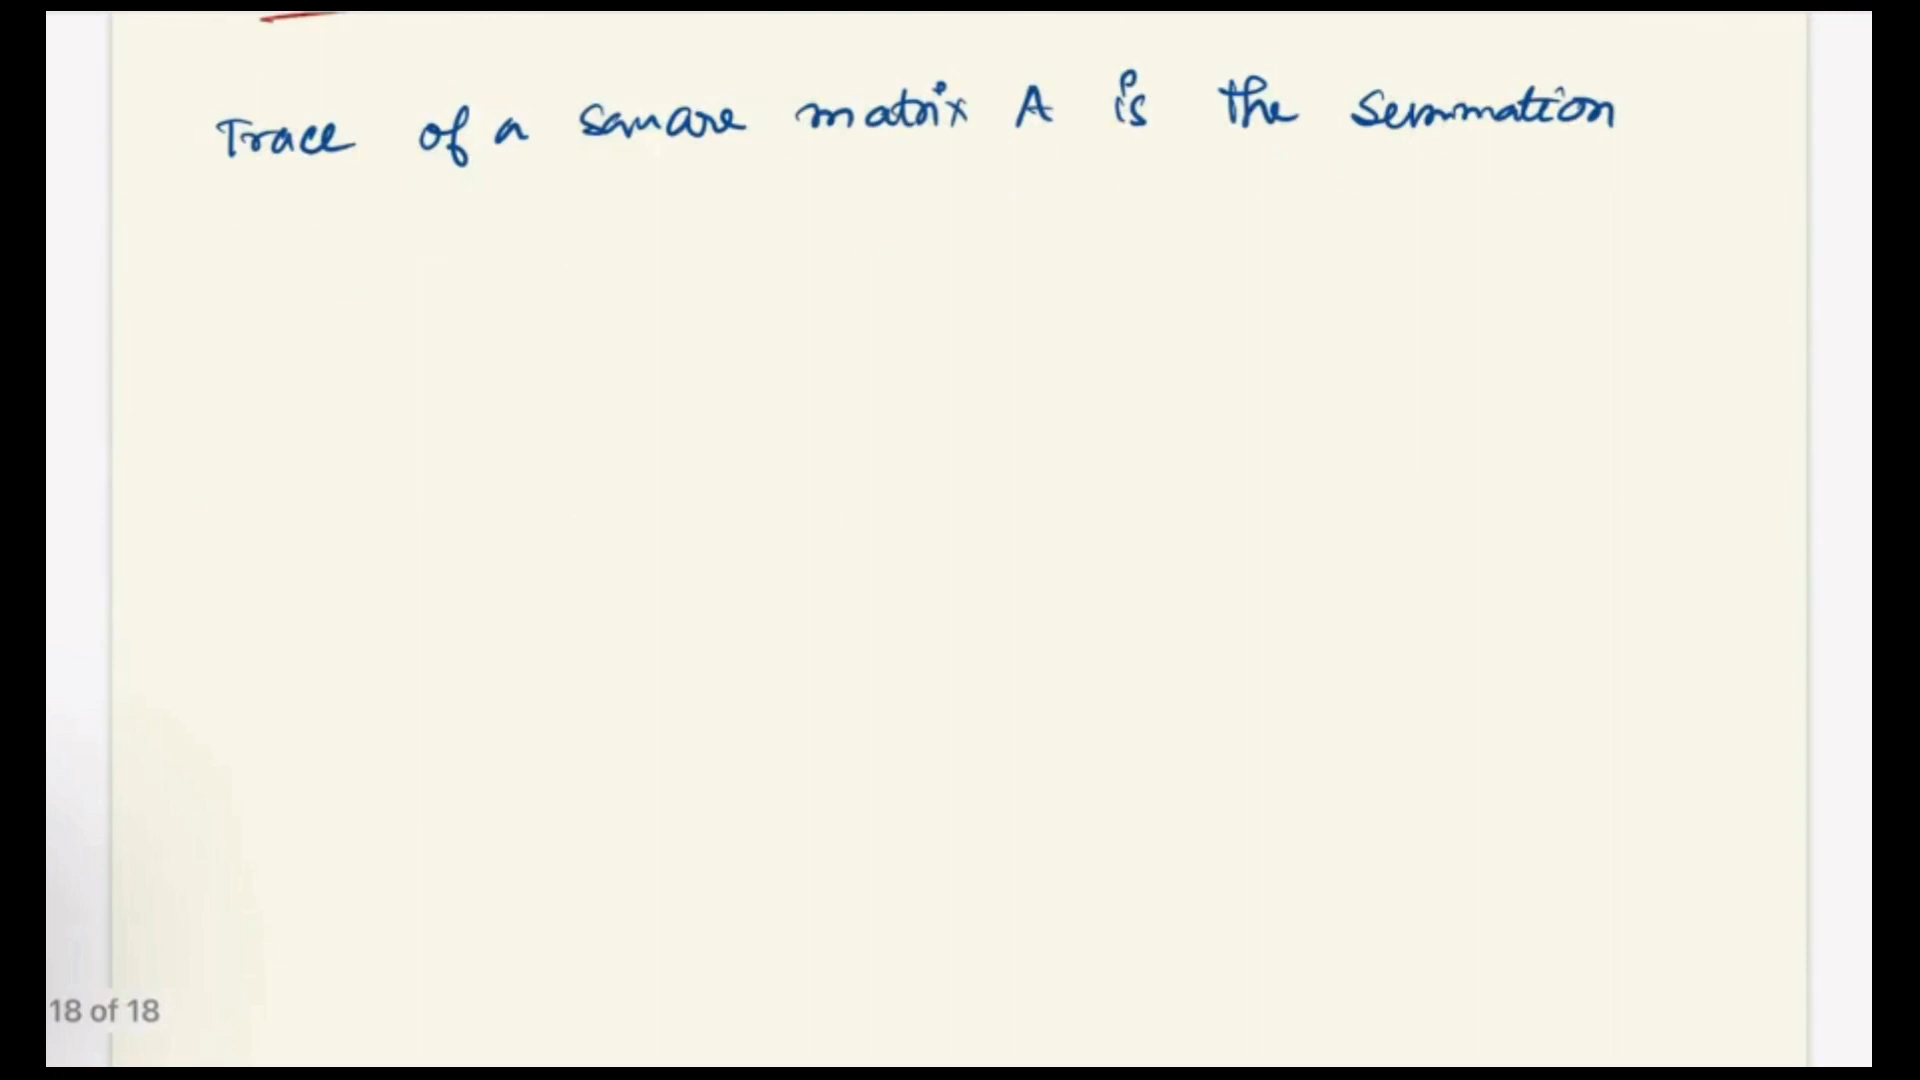 Trace of a square matrix A is the summation
18 of 18